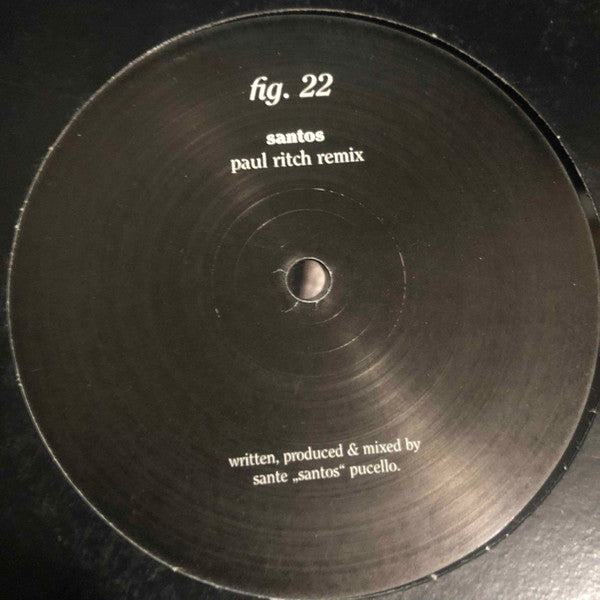 fig. 22
santos
paul ritch remix
written, produced & mixed by
sante „santos“ pucello.